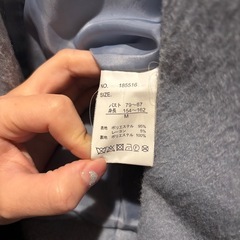 NO. 185516
SIZE.
バスト 79~87
身長 154~162
M
表地 ポリエステル 95%
レーヨン 5%
裏地 ポリエステル 100%